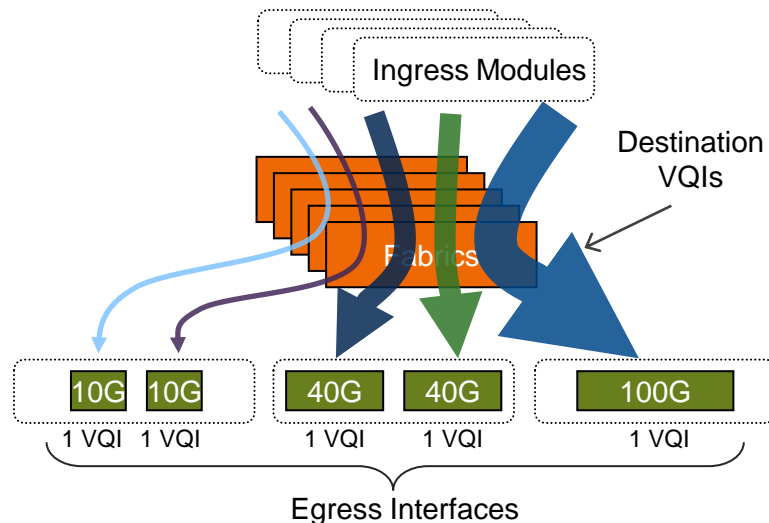 Ingress Modules
Destination
VQIs
Fabrics
10G 10G 40G 40G 100G
1 VQI 1 VQI 1 VQI 1 VQI 1 VQI
Egress Interfaces